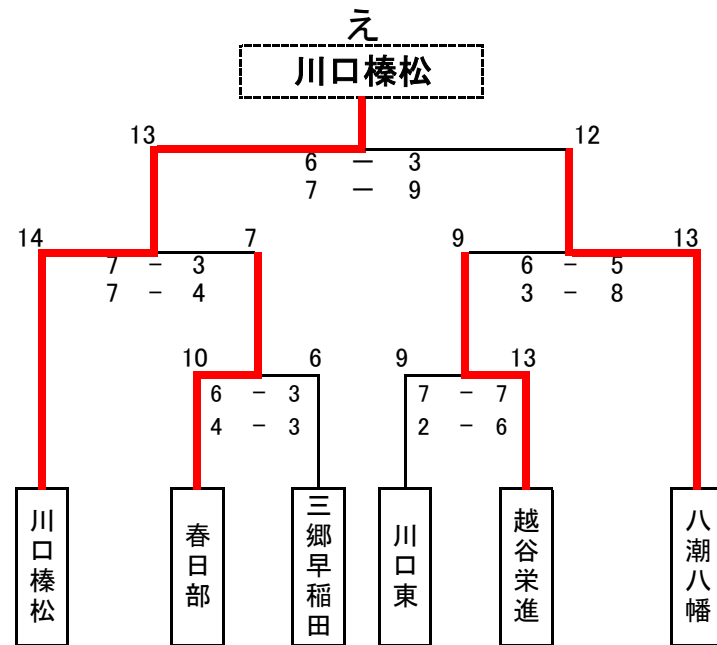 え
川口榛松
13 12
6 ― 3
7 ― 9
14 7 9 13
7 - 3 6 - 5
7 - 4 3 - 8
10 6 9 13
6 - 3 7 - 7
4 - 3 2 - 6
川口榛松
春日部
三郷早稲田
川口東
越谷栄進
八潮八幡